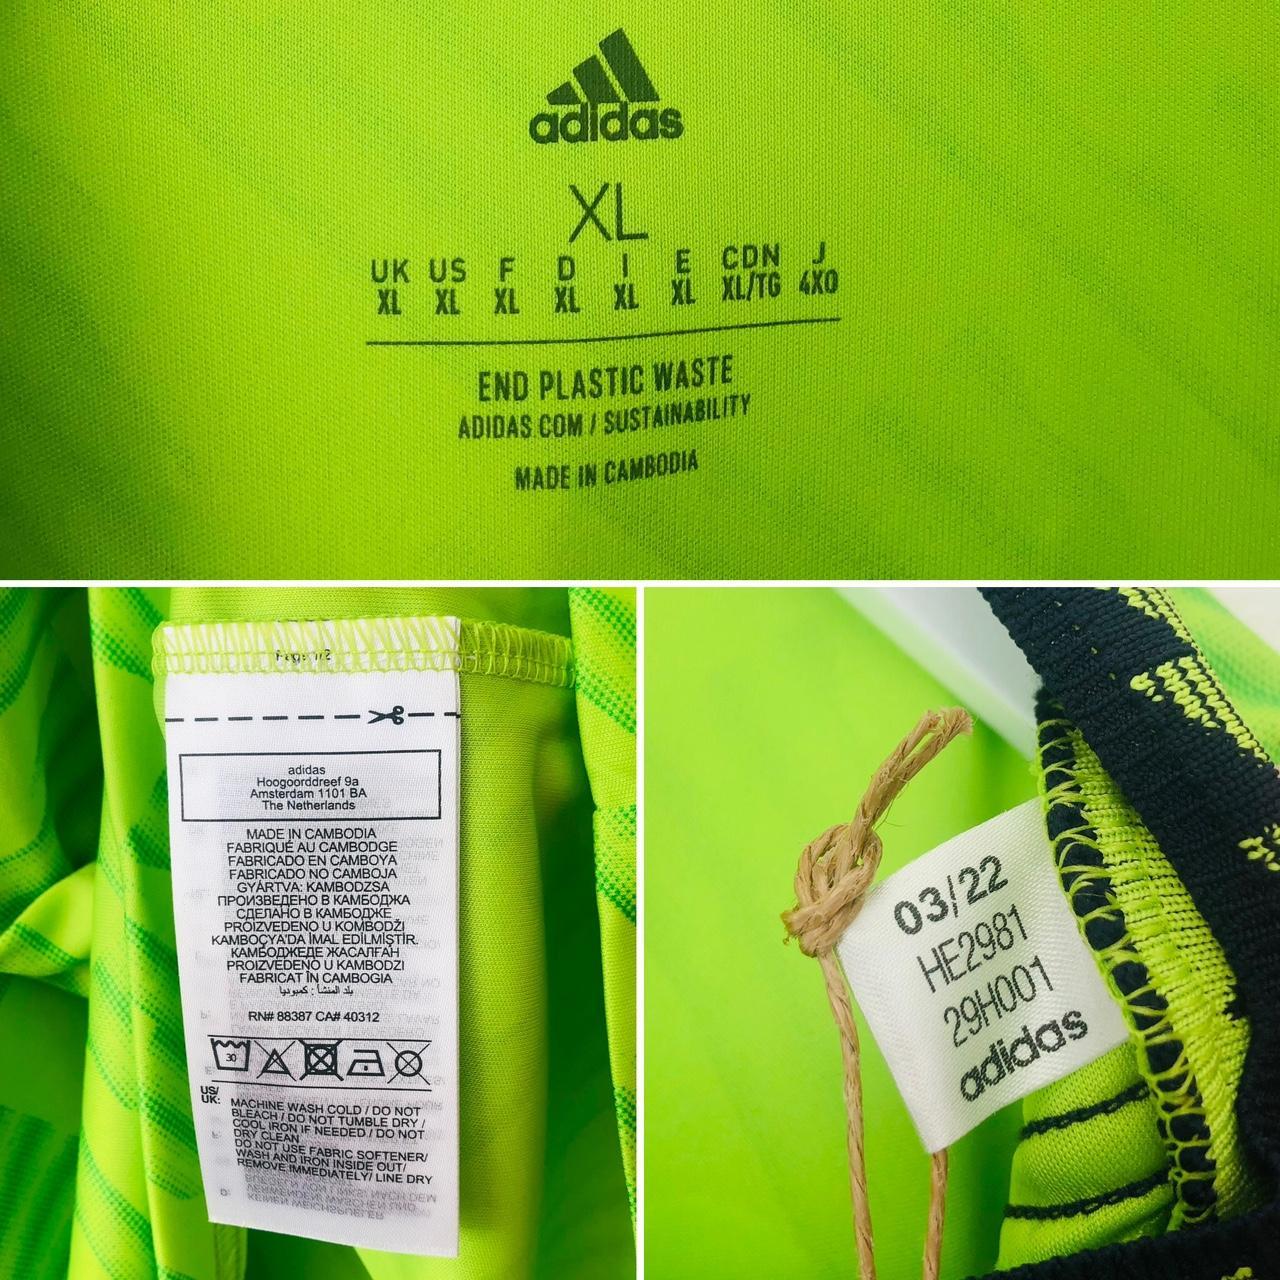 adidas
XL
UK US F D I E CDN J
XL XL XL XL XL XL XL/TG 4XO
END PLASTIC WASTE
ADIDAS.COM / SUSTAINABILITY
MADE IN CAMBODIA
adidas
Hoogoorddreef 9a
Amsterdam 1101 BA
The Netherlands
MADE IN CAMBODIA
FABRIQUÉ AU CAMBODGE
FABRICADO EN CAMBOYA
FABRICADO NO CAMBOJA
GYÁRTVA: KAMBODZSA
ПРОИЗВЕДЕНО В КАМБОДЖА
СДЕЛАНО В КАМБОДЖЕ
PROIZVEDENO U KOMBODŽI
KAMBOÇYA'DA İMAL EDİLMİŞTİR.
КАМБОДЖЕДЕ ЖАСАЛҒАН
PROIZVEDENO U KAMBODŽI
FABRICAT ÎN CAMBOGIA
بلد المنشأ : كمبوديا
RN# 88387 CA# 40312
30
US/
UK:
MACHINE WASH COLD / DO NOT
BLEACH / DO NOT TUMBLE DRY /
COOL IRON IF NEEDED / DO NOT
DRY CLEAN
DO NOT USE FABRIC SOFTENER/
WASH AND IRON INSIDE OUT/
REMOVE IMMEDIATELY/ LINE DRY
03/22
HE2981
29H001
adidas